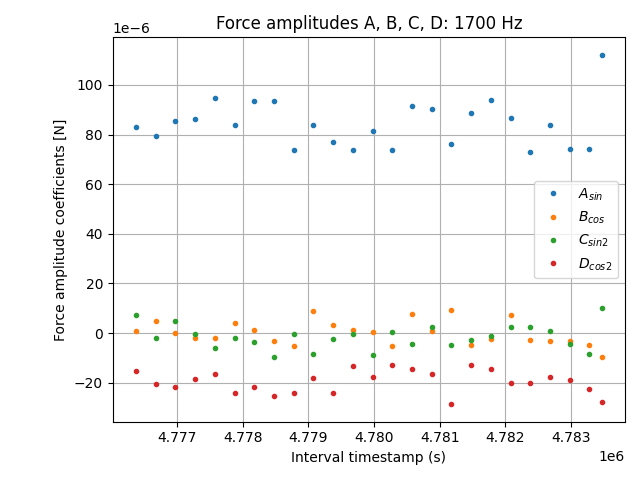 Force amplitudes A, B, C, D: 1700 Hz
1e−6
Force amplitude coefficients [N]
100
80
60
40
20
0
−20
A_sin
B_cos
C_sin2
D_cos2
4.777 4.778 4.779 4.780 4.781 4.782 4.783
Interval timestamp (s)
1e6